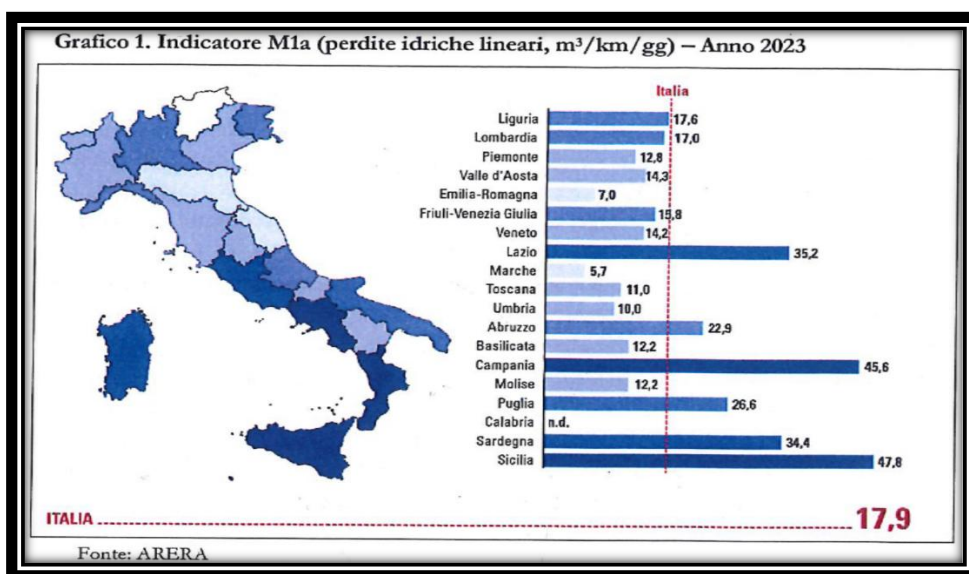 Grafico 1. Indicatore M1a (perdite idriche lineari, m³/km/gg) – Anno 2023
Italia
Liguria 17,6
Lombardia 17,0
Piemonte 12,8
Valle d'Aosta 14,3
Emilia-Romagna 7,0
Friuli-Venezia Giulia 15,8
Veneto 14,2
Lazio 35,2
Marche 5,7
Toscana 11,0
Umbria 10,0
Abruzzo 22,9
Basilicata 12,2
Campania 45,6
Molise 12,2
Puglia 26,6
Calabria n.d.
Sardegna 34,4
Sicilia 47,8
ITALIA 17,9
Fonte: ARERA